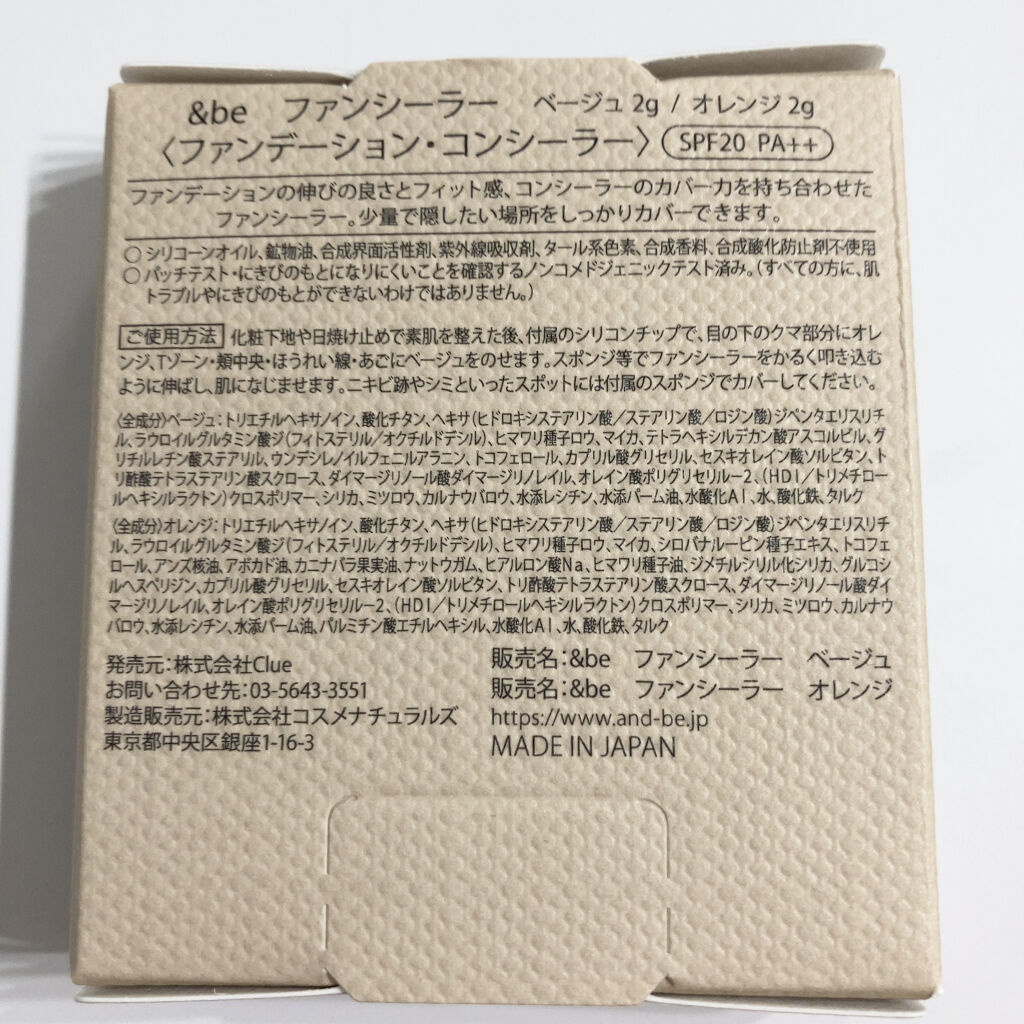 &be ファンシーラー ベージュ 2g / オレンジ 2g
〈ファンデーション・コンシーラー〉 SPF20 PA++
ファンデーションの伸びの良さとフィット感、コンシーラーのカバー力を持ち合わせた
ファンシーラー。少量で隠したい場所をしっかりカバーできます。
○ シリコーンオイル、鉱物油、合成界面活性剤、紫外線吸収剤、タール系色素、合成香料、合成酸化防止剤不使用
○ パッチテスト・にきびのもとになりにくいことを確認するノンコメドジェニックテスト済み。(すべての方に、肌
トラブルやにきびのもとができないわけではありません。)
ご使用方法 化粧下地や日焼け止めで素肌を整えた後、付属のシリコンチップで、目の下のクマ部分にオレ
ンジ、Tゾーン・頬中央・ほうれい線・あごにベージュをのせます。スポンジ等でファンシーラーをかるく叩き込む
ように伸ばし、肌になじませます。ニキビ跡やシミといったスポットには付属のスポンジでカバーしてください。
〈全成分〉ベージュ：トリエチルヘキサノイン、酸化チタン、ヘキサ(ヒドロキシステアリン酸／ステアリン酸／ロジン酸)ジペンタエリスリチ
ル、ラウロイルグルタミン酸ジ(フィトステリル／オクチルドデシル)、ヒマワリ種子ロウ、マイカ、テトラヘキシルデカン酸アスコルビル、グ
リチルレチン酸ステアリル、ウンデシレノイルフェニルアラニン、トコフェロール、カプリル酸グリセリル、セスキオレイン酸ソルビタン、ト
リ酢酸テトラステアリン酸スクロース、ダイマージリノール酸ダイマージリノレイル、オレイン酸ポリグリセリル－2、(HDI／トリメチロー
ルヘキシルラクトン)クロスポリマー、シリカ、ミツロウ、カルナウバロウ、水添レシチン、水添パーム油、水酸化Al、水、酸化鉄、タルク
〈全成分〉オレンジ：トリエチルヘキサノイン、酸化チタン、ヘキサ(ヒドロキシステアリン酸／ステアリン酸／ロジン酸)ジペンタエリスリチ
ル、ラウロイルグルタミン酸ジ(フィトステリル／オクチルドデシル)、ヒマワリ種子ロウ、マイカ、シロバナルーピン種子エキス、トコフェ
ロール、アンズ核油、アボカド油、カニナバラ果実油、ナットウガム、ヒアルロン酸Na、ヒマワリ種子油、ジメチルシリル化シリカ、グルコシ
ルヘスペリジン、カプリル酸グリセリル、セスキオレイン酸ソルビタン、トリ酢酸テトラステアリン酸スクロース、ダイマージリノール酸ダイ
マージリノレイル、オレイン酸ポリグリセリル－2、(HDI／トリメチロールヘキシルラクトン)クロスポリマー、シリカ、ミツロウ、カルナウ
バロウ、水添レシチン、水添パーム油、パルミチン酸エチルヘキシル、水酸化Al、水、酸化鉄、タルク
発売元：株式会社Clue
お問い合わせ先：03-5643-3551
製造販売元：株式会社コスメナチュラルズ
東京都中央区銀座1-16-3
販売名：&be ファンシーラー ベージュ
販売名：&be ファンシーラー オレンジ
https://www.and-be.jp
MADE IN JAPAN